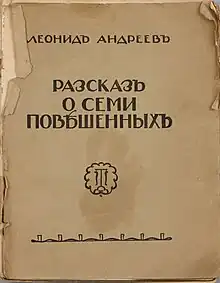 ЛЕОНИДЪ АНДРЕЕВЪ
РАЗСКАЗЪ
О СЕМИ
ПОВѢШЕННЫХЪ